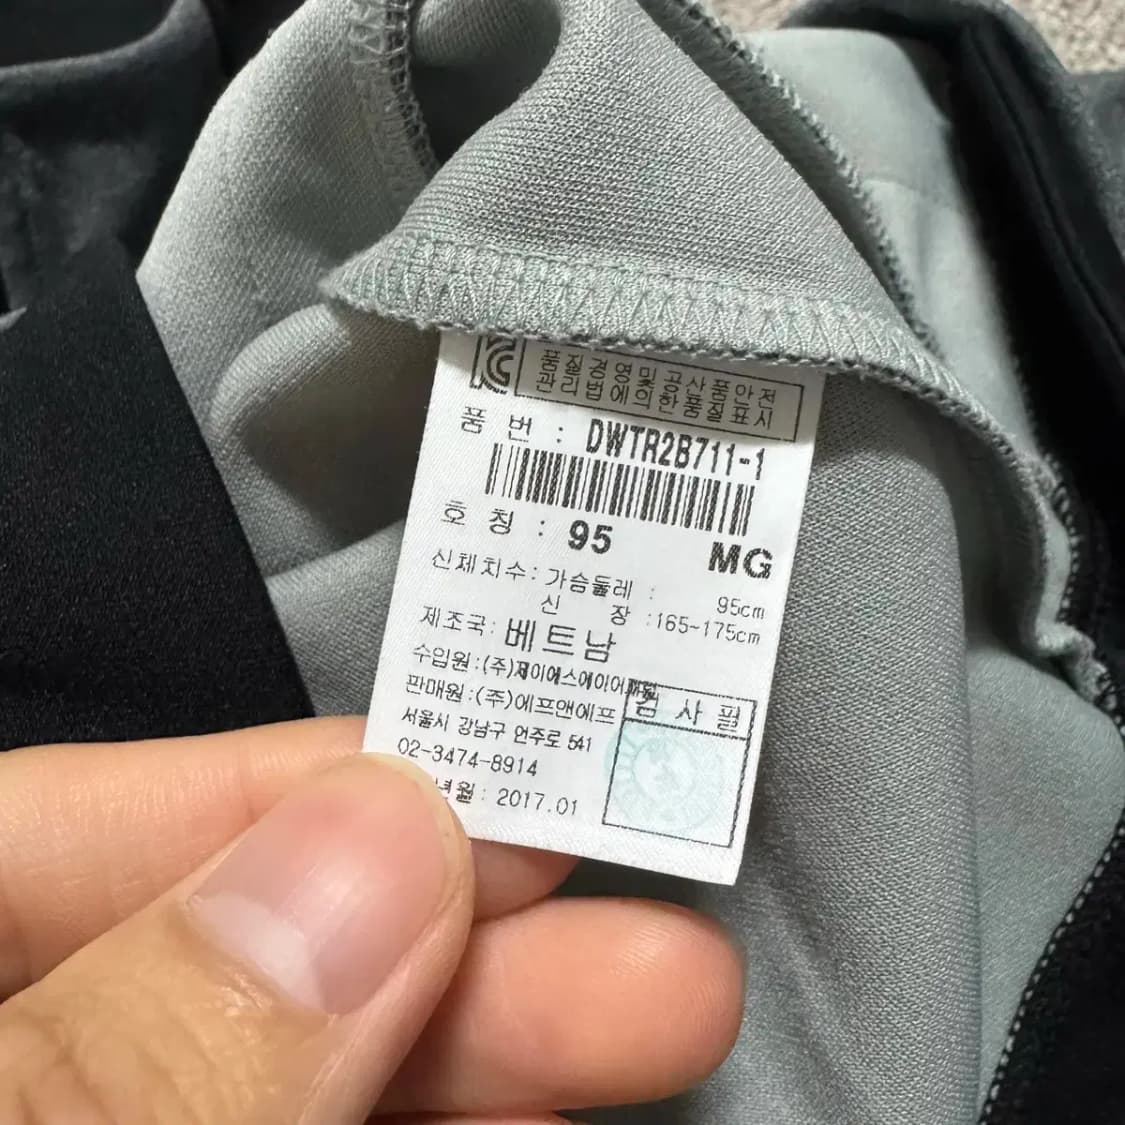 KC
품질경영및공산품안전
관리법에의한품질표시
품 번 : DWTR2B711-1
호 칭 : 95
MG
신체치수: 가슴둘레 : 95cm
신 장 :165~175cm
제조국: 베트남
수입원:(주)제이에스에이어패럴
판매원:(주)에프앤에프
검 사 필
서울시 강남구 언주로 541
02-3474-8914
년월: 2017.01